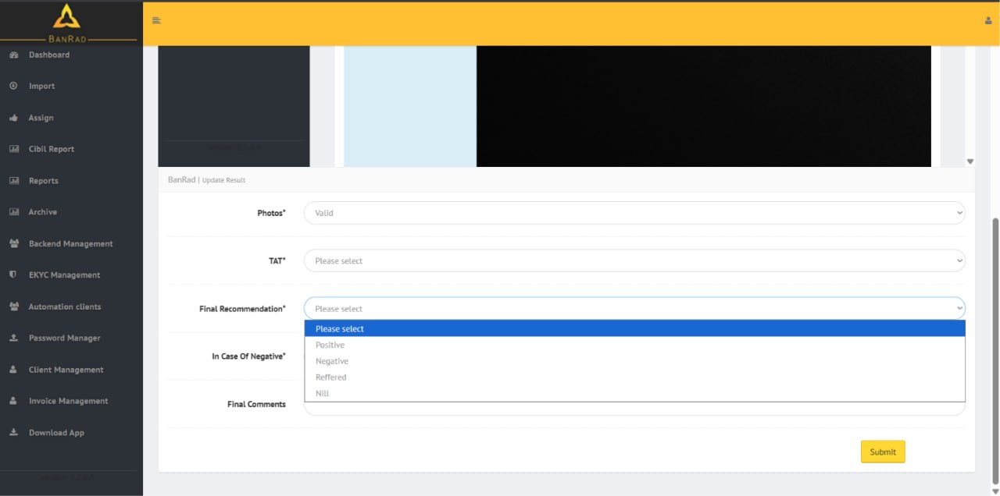 BANRAD
Dashboard
Import
Assign
Cibil Report
Reports
Archive
Backend Management
EKYC Management
Automation clients
Password Manager
Client Management
Invoice Management
Download App
BanRad | Update Result
Photos*
Valid
TAT*
Please select
Final Recommendation*
Please select
Please select
Positive
Negative
Reffered
Nill
In Case Of Negative*
Final Comments
Submit